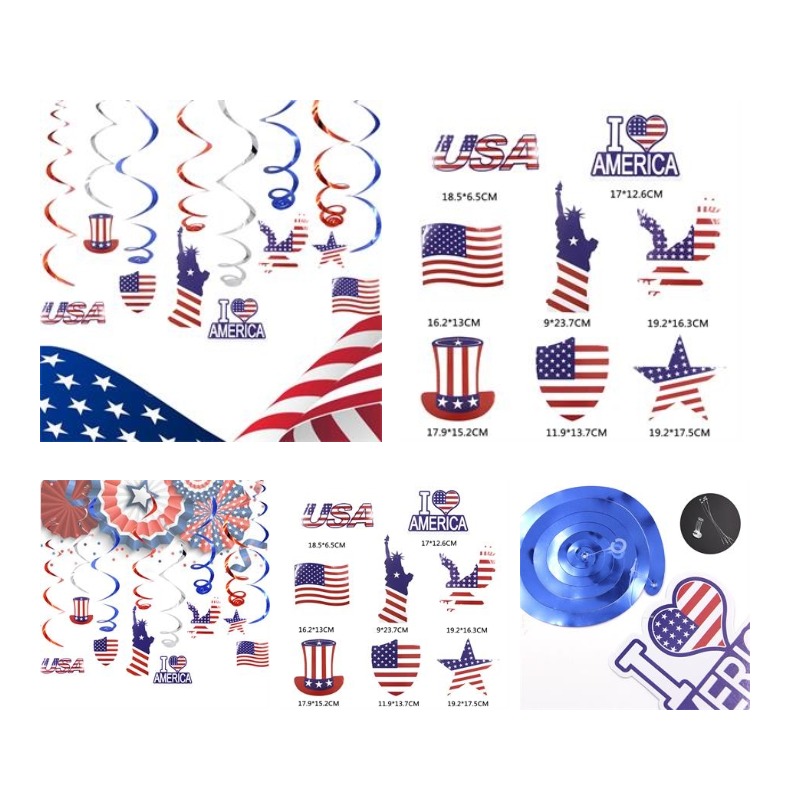 USA
I
AMERICA
USA
18.5*6.5CM
I
AMERICA
17*12.6CM
16.2*13CM
9*23.7CM
19.2*16.3CM
17.9*15.2CM
11.9*13.7CM
19.2*17.5CM
USA
I
AMERICA
USA
18.5*6.5CM
I
AMERICA
17*12.6CM
16.2*13CM
9*23.7CM
19.2*16.3CM
17.9*15.2CM
11.9*13.7CM
19.2*17.5CM
I
MERIC